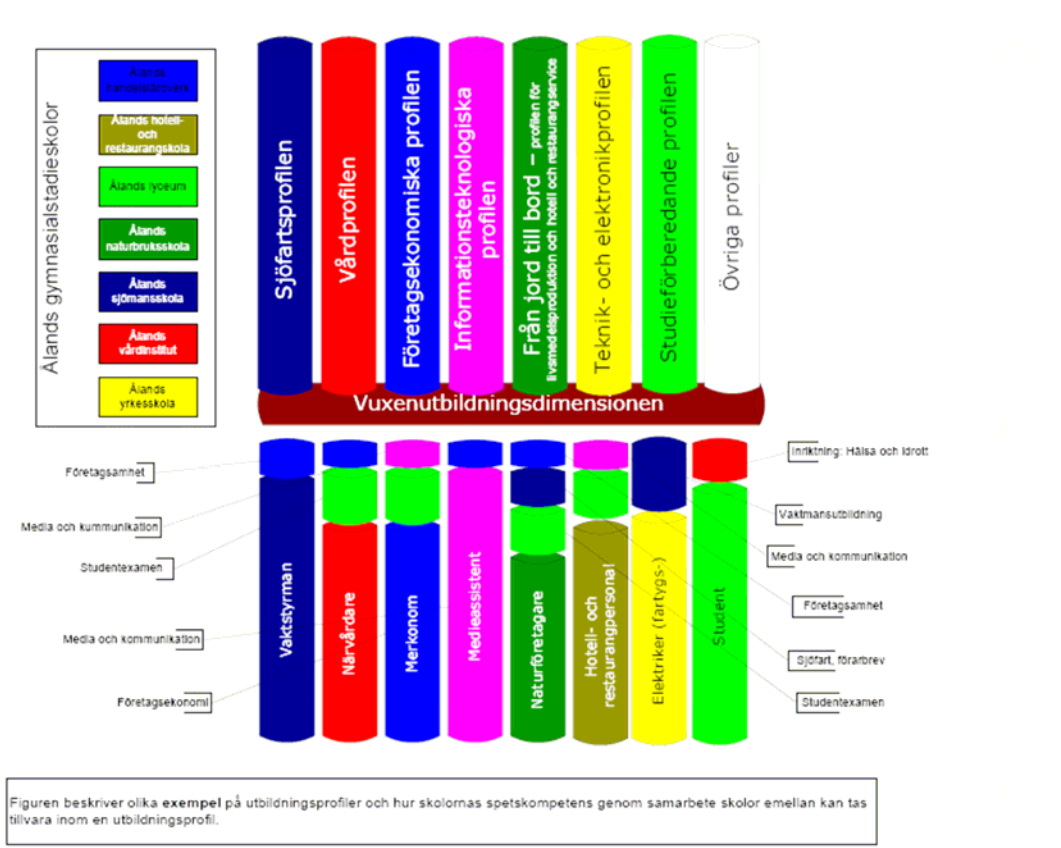 Ålands gymnasialstadieskolor
Ålands
handelsläroverk
Ålands hotell-
och
restaurangskola
Ålands lyceum
Ålands
naturbruksskola
Ålands
sjömansskola
Ålands
vårdinstitut
Ålands
yrkesskola
Sjöfartsprofilen
Vårdprofilen
Företagsekonomiska profilen
Informationsteknologiska
profilen
Från jord till bord – profilen för
livsmedelsproduktion och hotell och restaurangservice
Teknik- och elektronikprofilen
Studieförberedande profilen
Övriga profiler
Vuxenutbildningsdimensionen
Företagsamhet
Media och kummunikation
Studentexamen
Media och kommunikation
Företagsekonomi
Vaktstyrman
Närvårdare
Merkonom
Medieassistent
Naturföretagare
Hotell- och
restaurangpersonal
Elektriker (fartygs-)
Student
Inriktning: Hälsa och idrott
Vaktmansutbildning
Media och kommunikation
Företagsamhet
Sjöfart, förarbrev
Studentexamen
Figuren beskriver olika exempel på utbildningsprofiler och hur skolornas spetskompetens genom samarbete skolor emellan kan tas
tillvara inom en utbildningsprofil.